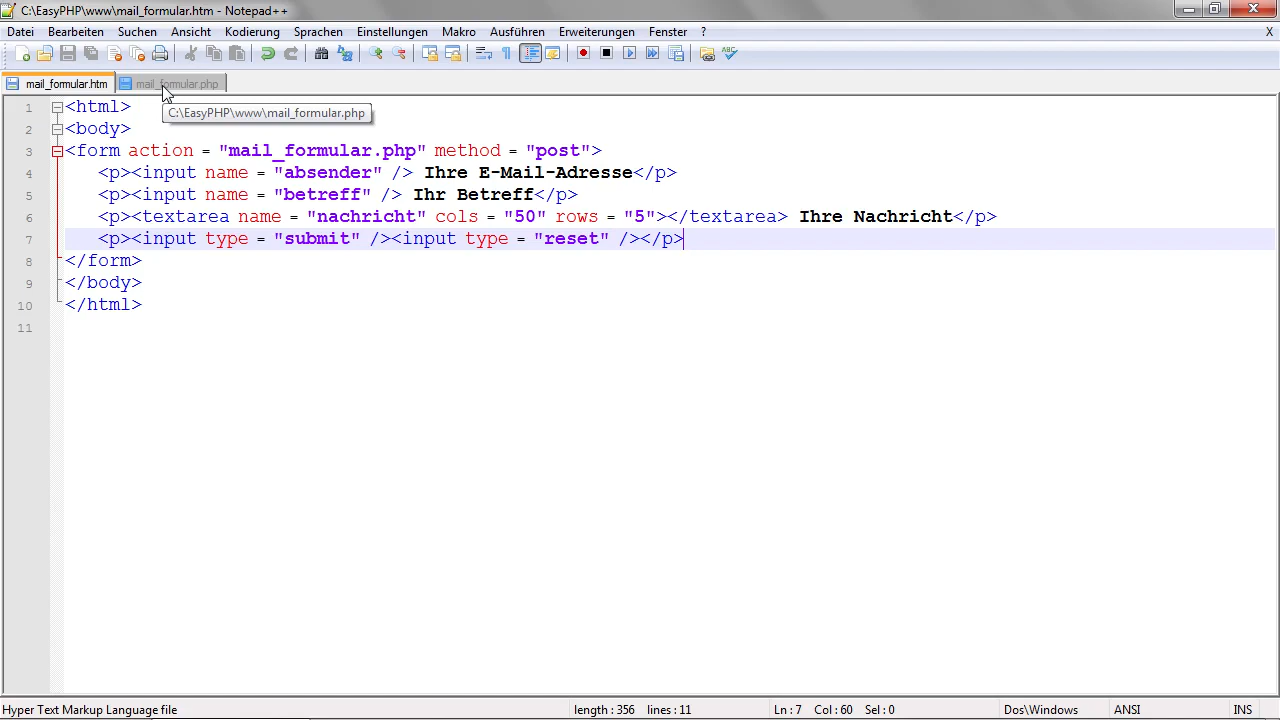 C:\EasyPHP\www\mail_formular.htm - Notepad++
Datei Bearbeiten Suchen Ansicht Kodierung Sprachen Einstellungen Makro Ausführen Erweiterungen Fenster ? X
mail_formular.htm mail_formular.php
C:\EasyPHP\www\mail_formular.php
1 <html>
2 <body>
3 <form action = "mail_formular.php" method = "post">
4 <p><input name = "absender" /> Ihre E-Mail-Adresse</p>
5 <p><input name = "betreff" /> Ihr Betreff</p>
6 <p><textarea name = "nachricht" cols = "50" rows = "5"></textarea> Ihre Nachricht</p>
7 <p><input type = "submit" /><input type = "reset" /></p>
8 </form>
9 </body>
10 </html>
11
Hyper Text Markup Language file length : 356 lines : 11 Ln : 7 Col : 60 Sel : 0 Dos\Windows ANSI INS